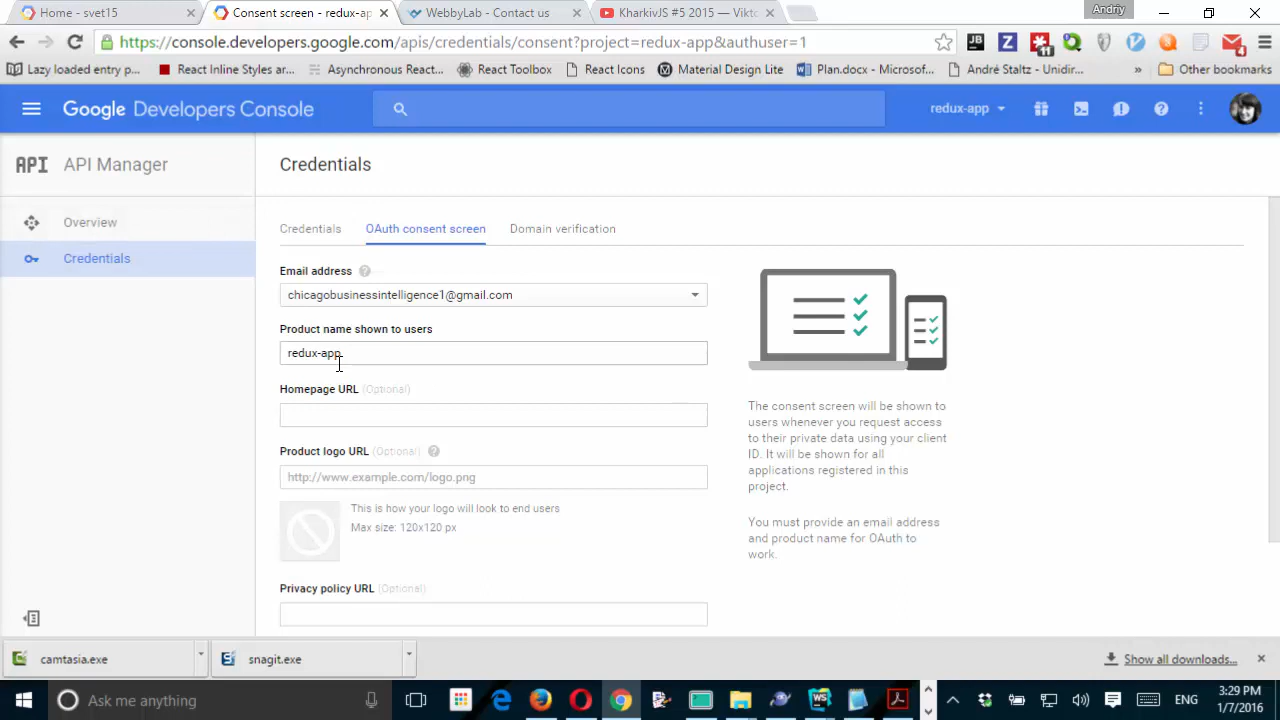 Home - svet15
Consent screen - redux-ap
WebbyLab - Contact us
KharkivJS #5 2015 — Vikto
Andriy
https://console.developers.google.com/apis/credentials/consent?project=redux-app&authuser=1
JB
Z
11
4
Lazy loaded entry p...
React Inline Styles ar...
Asynchronous React...
React Toolbox
React Icons
Material Design Lite
Plan.docx - Microsof...
André Staltz - Unidir...
»
Other bookmarks
Google Developers Console
redux-app
API API Manager
Credentials
Overview
Credentials
Credentials
OAuth consent screen
Domain verification
Email address
chicagobusinessintelligence1@gmail.com
Product name shown to users
redux-app
Homepage URL (Optional)
Product logo URL (Optional)
http://www.example.com/logo.png
This is how your logo will look to end users
Max size: 120x120 px
Privacy policy URL (Optional)
The consent screen will be shown to
users whenever you request access
to their private data using your client
ID. It will be shown for all
applications registered in this
project.
You must provide an email address
and product name for OAuth to
work.
camtasia.exe
snagit.exe
Show all downloads...
Ask me anything
WS
ENG
3:29 PM
1/7/2016